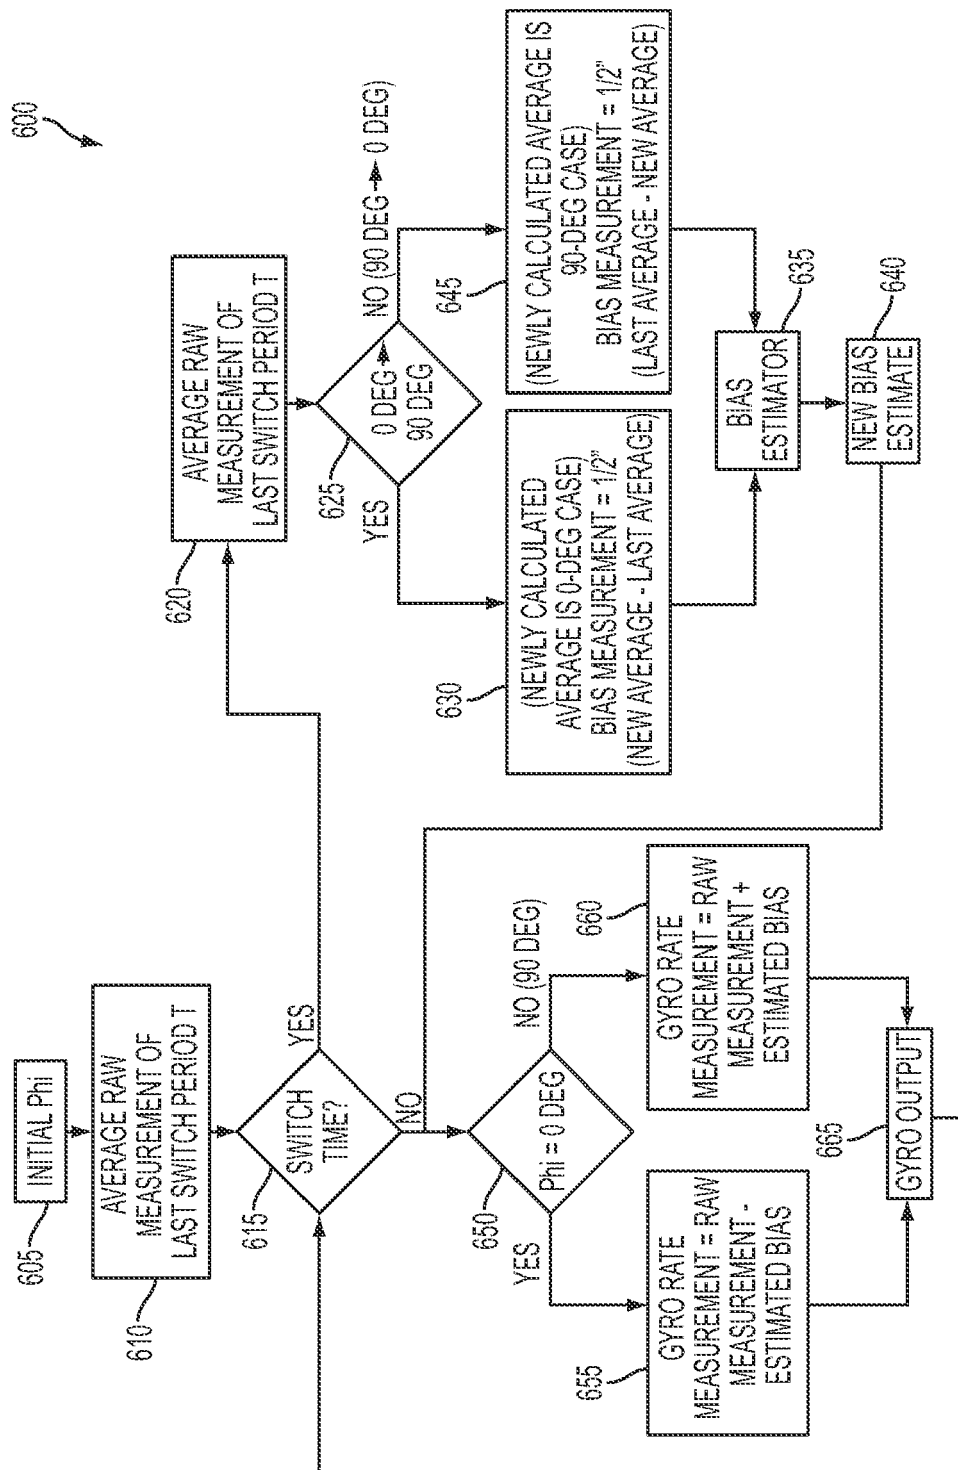 600
INITIAL Phi
605
AVERAGE RAW
MEASUREMENT OF
LAST SWITCH PERIOD T
610
SWITCH
TIME?
615
YES
NO
AVERAGE RAW
MEASUREMENT OF
LAST SWITCH PERIOD T
620
0 DEG
90 DEG
625
YES
NO (90 DEG → 0 DEG)
(NEWLY CALCULATED
AVERAGE IS 0-DEG CASE)
BIAS MEASUREMENT = 1/2"
(NEW AVERAGE - LAST AVERAGE)
630
(NEWLY CALCULATED AVERAGE IS
90-DEG CASE)
BIAS MEASUREMENT = 1/2"
(LAST AVERAGE - NEW AVERAGE)
645
BIAS
ESTIMATOR
635
NEW BIAS
ESTIMATE
640
Phi = 0 DEG
650
YES
NO (90 DEG)
GYRO RATE
MEASUREMENT = RAW
MEASUREMENT -
ESTIMATED BIAS
655
GYRO RATE
MEASUREMENT = RAW
MEASUREMENT +
ESTIMATED BIAS
660
GYRO OUTPUT
665